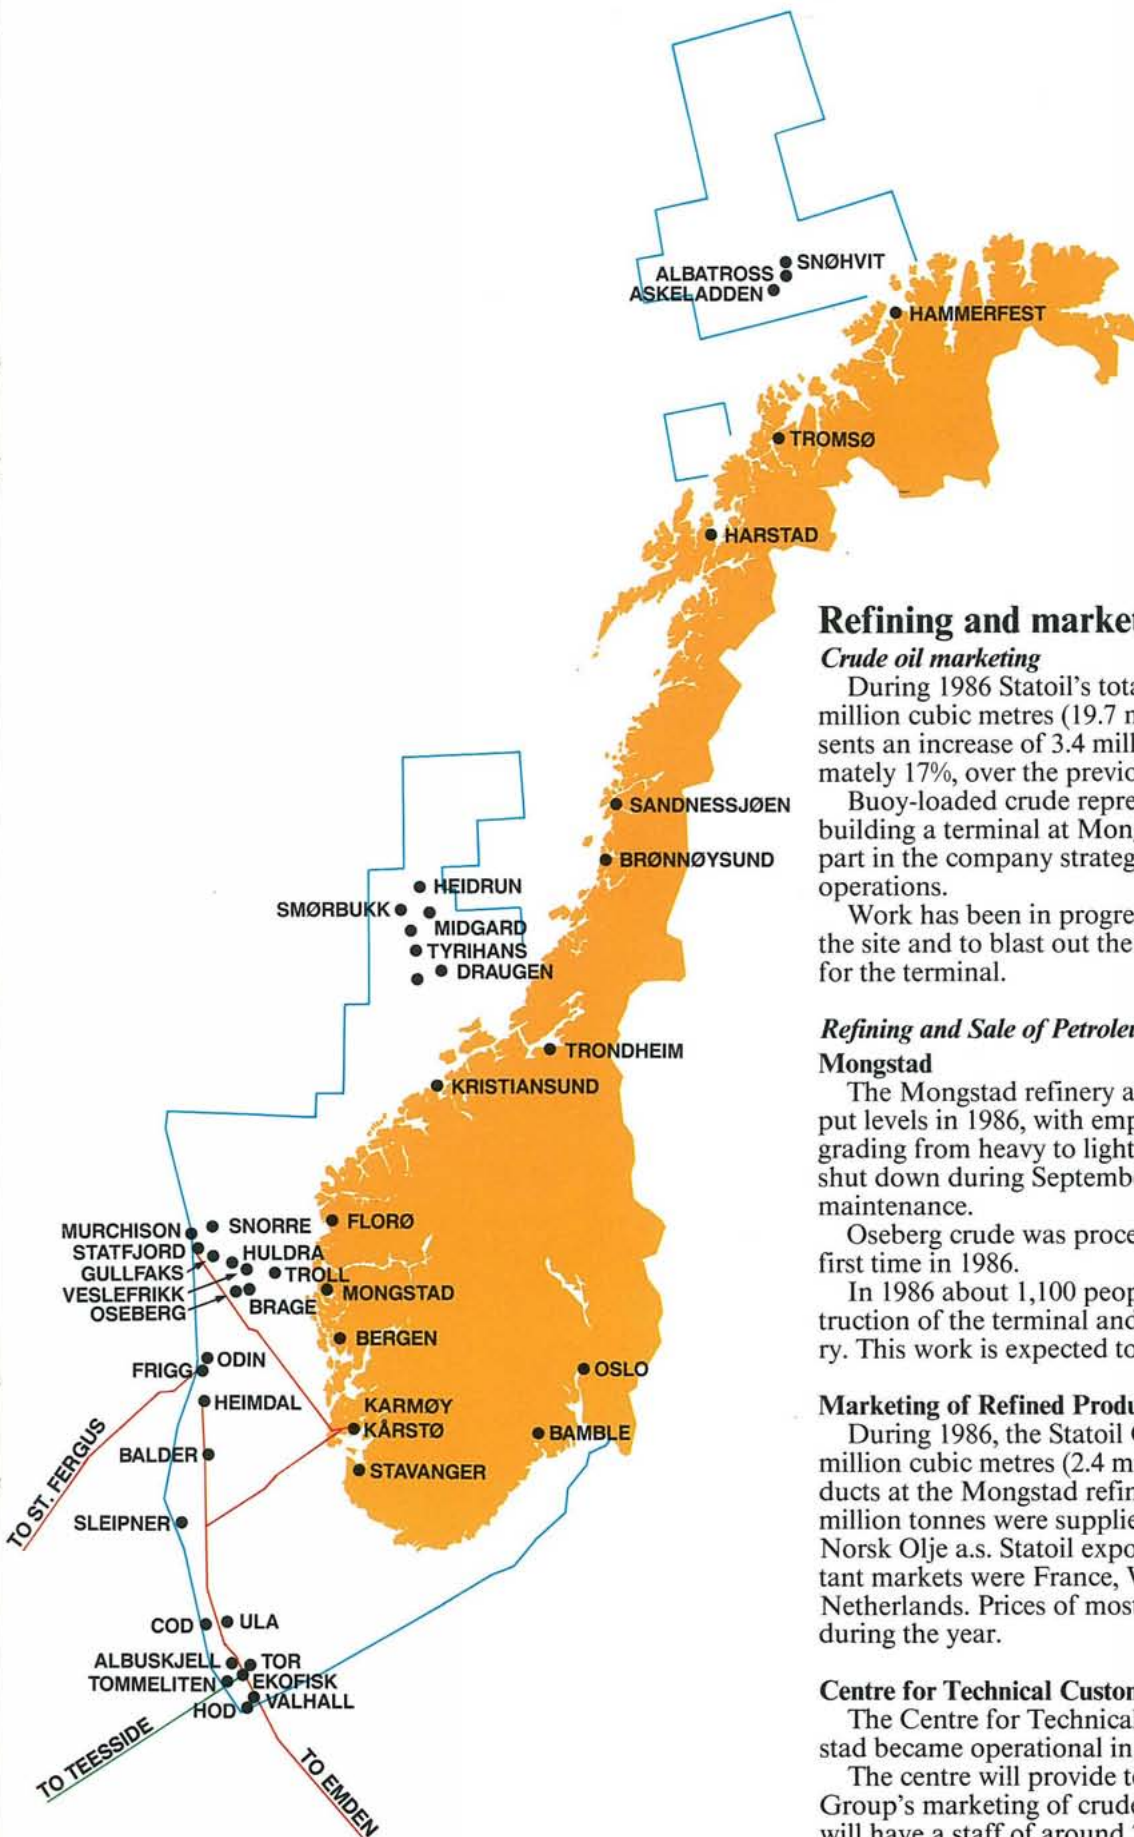 SNØHVIT
ALBATROSS
ASKELADDEN
HAMMERFEST
TROMSØ
HARSTAD
SANDNESSJØEN
BRØNNØYSUND
HEIDRUN
SMØRBUKK
MIDGARD
TYRIHANS
DRAUGEN
TRONDHEIM
KRISTIANSUND
MURCHISON
SNORRE
FLORØ
STATFJORD
HULDRA
GULLFAKS
TROLL
VESLEFRIKK
MONGSTAD
OSEBERG
BRAGE
BERGEN
ODIN
FRIGG
OSLO
HEIMDAL
KARMØY
KÅRSTØ
BAMBLE
BALDER
STAVANGER
TO ST. FERGUS
SLEIPNER
COD
ULA
ALBUSKJELL
TOR
TOMMELITEN
EKOFISK
VALHALL
HOD
TO TEESSIDE
TO EMDEN
Refining and market
Crude oil marketing
During 1986 Statoil's tota
million cubic metres (19.7 m
sents an increase of 3.4 mill
mately 17%, over the previo
Buoy-loaded crude repre
building a terminal at Mong
part in the company strateg
operations.
Work has been in progre
the site and to blast out the
for the terminal.
Refining and Sale of Petroleu
Mongstad
The Mongstad refinery a
put levels in 1986, with emp
grading from heavy to light
shut down during Septemb
maintenance.
Oseberg crude was proce
first time in 1986.
In 1986 about 1,100 peop
truction of the terminal and
ry. This work is expected to
Marketing of Refined Produ
During 1986, the Statoil
million cubic metres (2.4 m
ducts at the Mongstad refin
million tonnes were supplie
Norsk Olje a.s. Statoil expo
tant markets were France, W
Netherlands. Prices of most
during the year.
Centre for Technical Custom
The Centre for Technical
stad became operational in
The centre will provide te
Group's marketing of crude
will have a staff of around